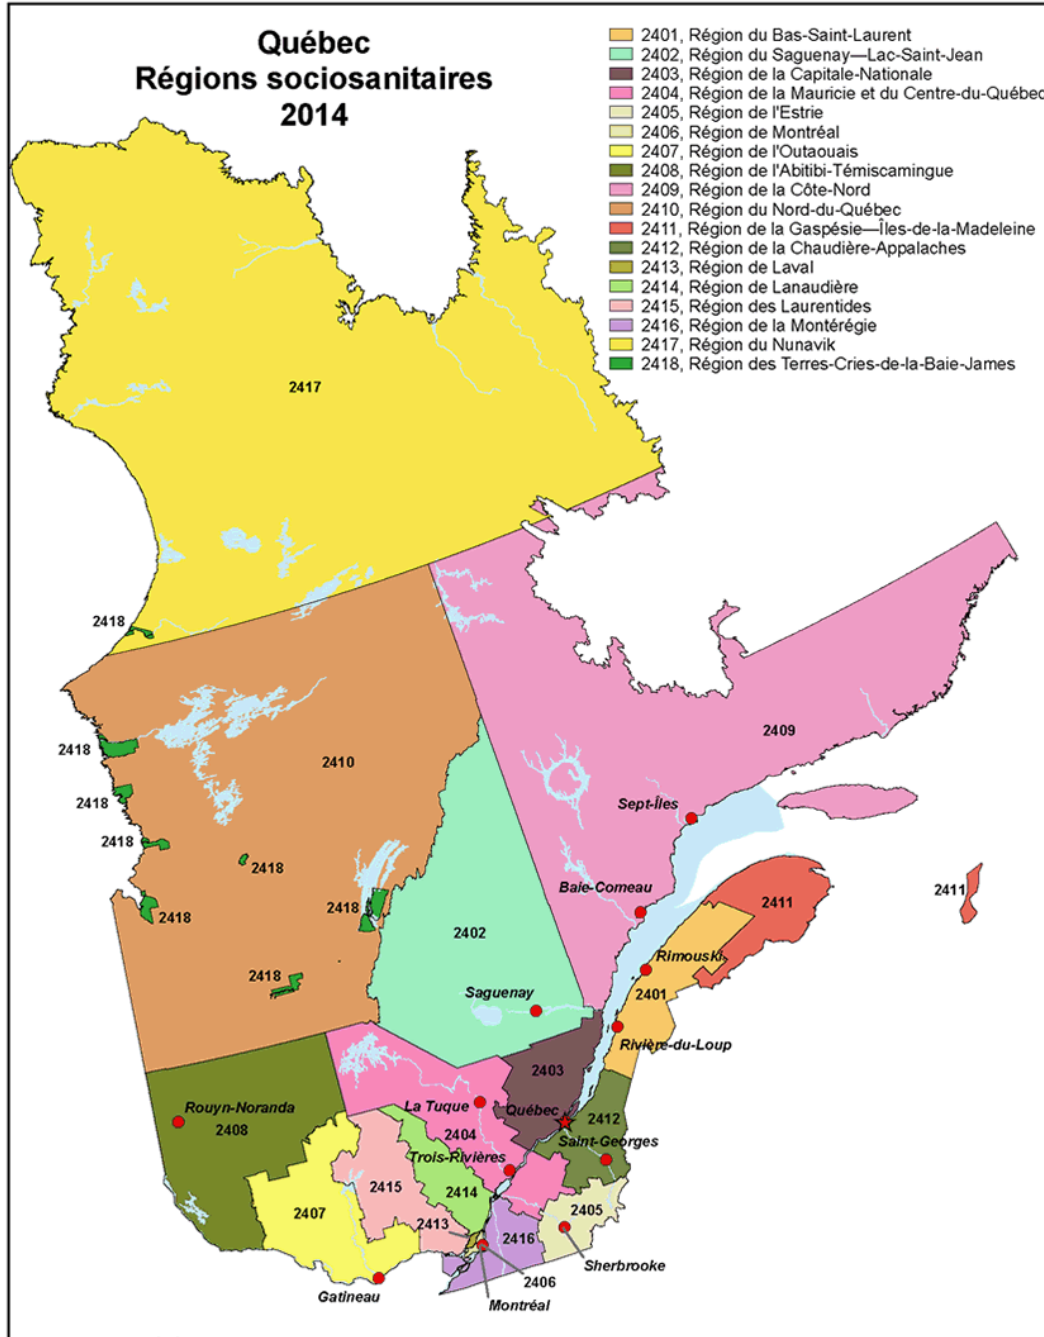 Québec
Régions sociosanitaires
2014
2401, Région du Bas-Saint-Laurent
2402, Région du Saguenay—Lac-Saint-Jean
2403, Région de la Capitale-Nationale
2404, Région de la Mauricie et du Centre-du-Québec
2405, Région de l'Estrie
2406, Région de Montréal
2407, Région de l'Outaouais
2408, Région de l'Abitibi-Témiscamingue
2409, Région de la Côte-Nord
2410, Région du Nord-du-Québec
2411, Région de la Gaspésie—Îles-de-la-Madeleine
2412, Région de la Chaudière-Appalaches
2413, Région de Laval
2414, Région de Lanaudière
2415, Région des Laurentides
2416, Région de la Montérégie
2417, Région du Nunavik
2418, Région des Terres-Cries-de-la-Baie-James
2417
2418
2409
2418
2410
2418
Sept-Îles
2418
2418
Baie-Comeau
2411
2411
2418
2418
2402
Rimouski
2418
2401
Saguenay
Rivière-du-Loup
2403
La Tuque
Québec
Rouyn-Noranda
2412
2408
2404
Saint-Georges
Trois-Rivières
2415
2414
2405
2407
2413
2416
Sherbrooke
2406
Gatineau
Montréal